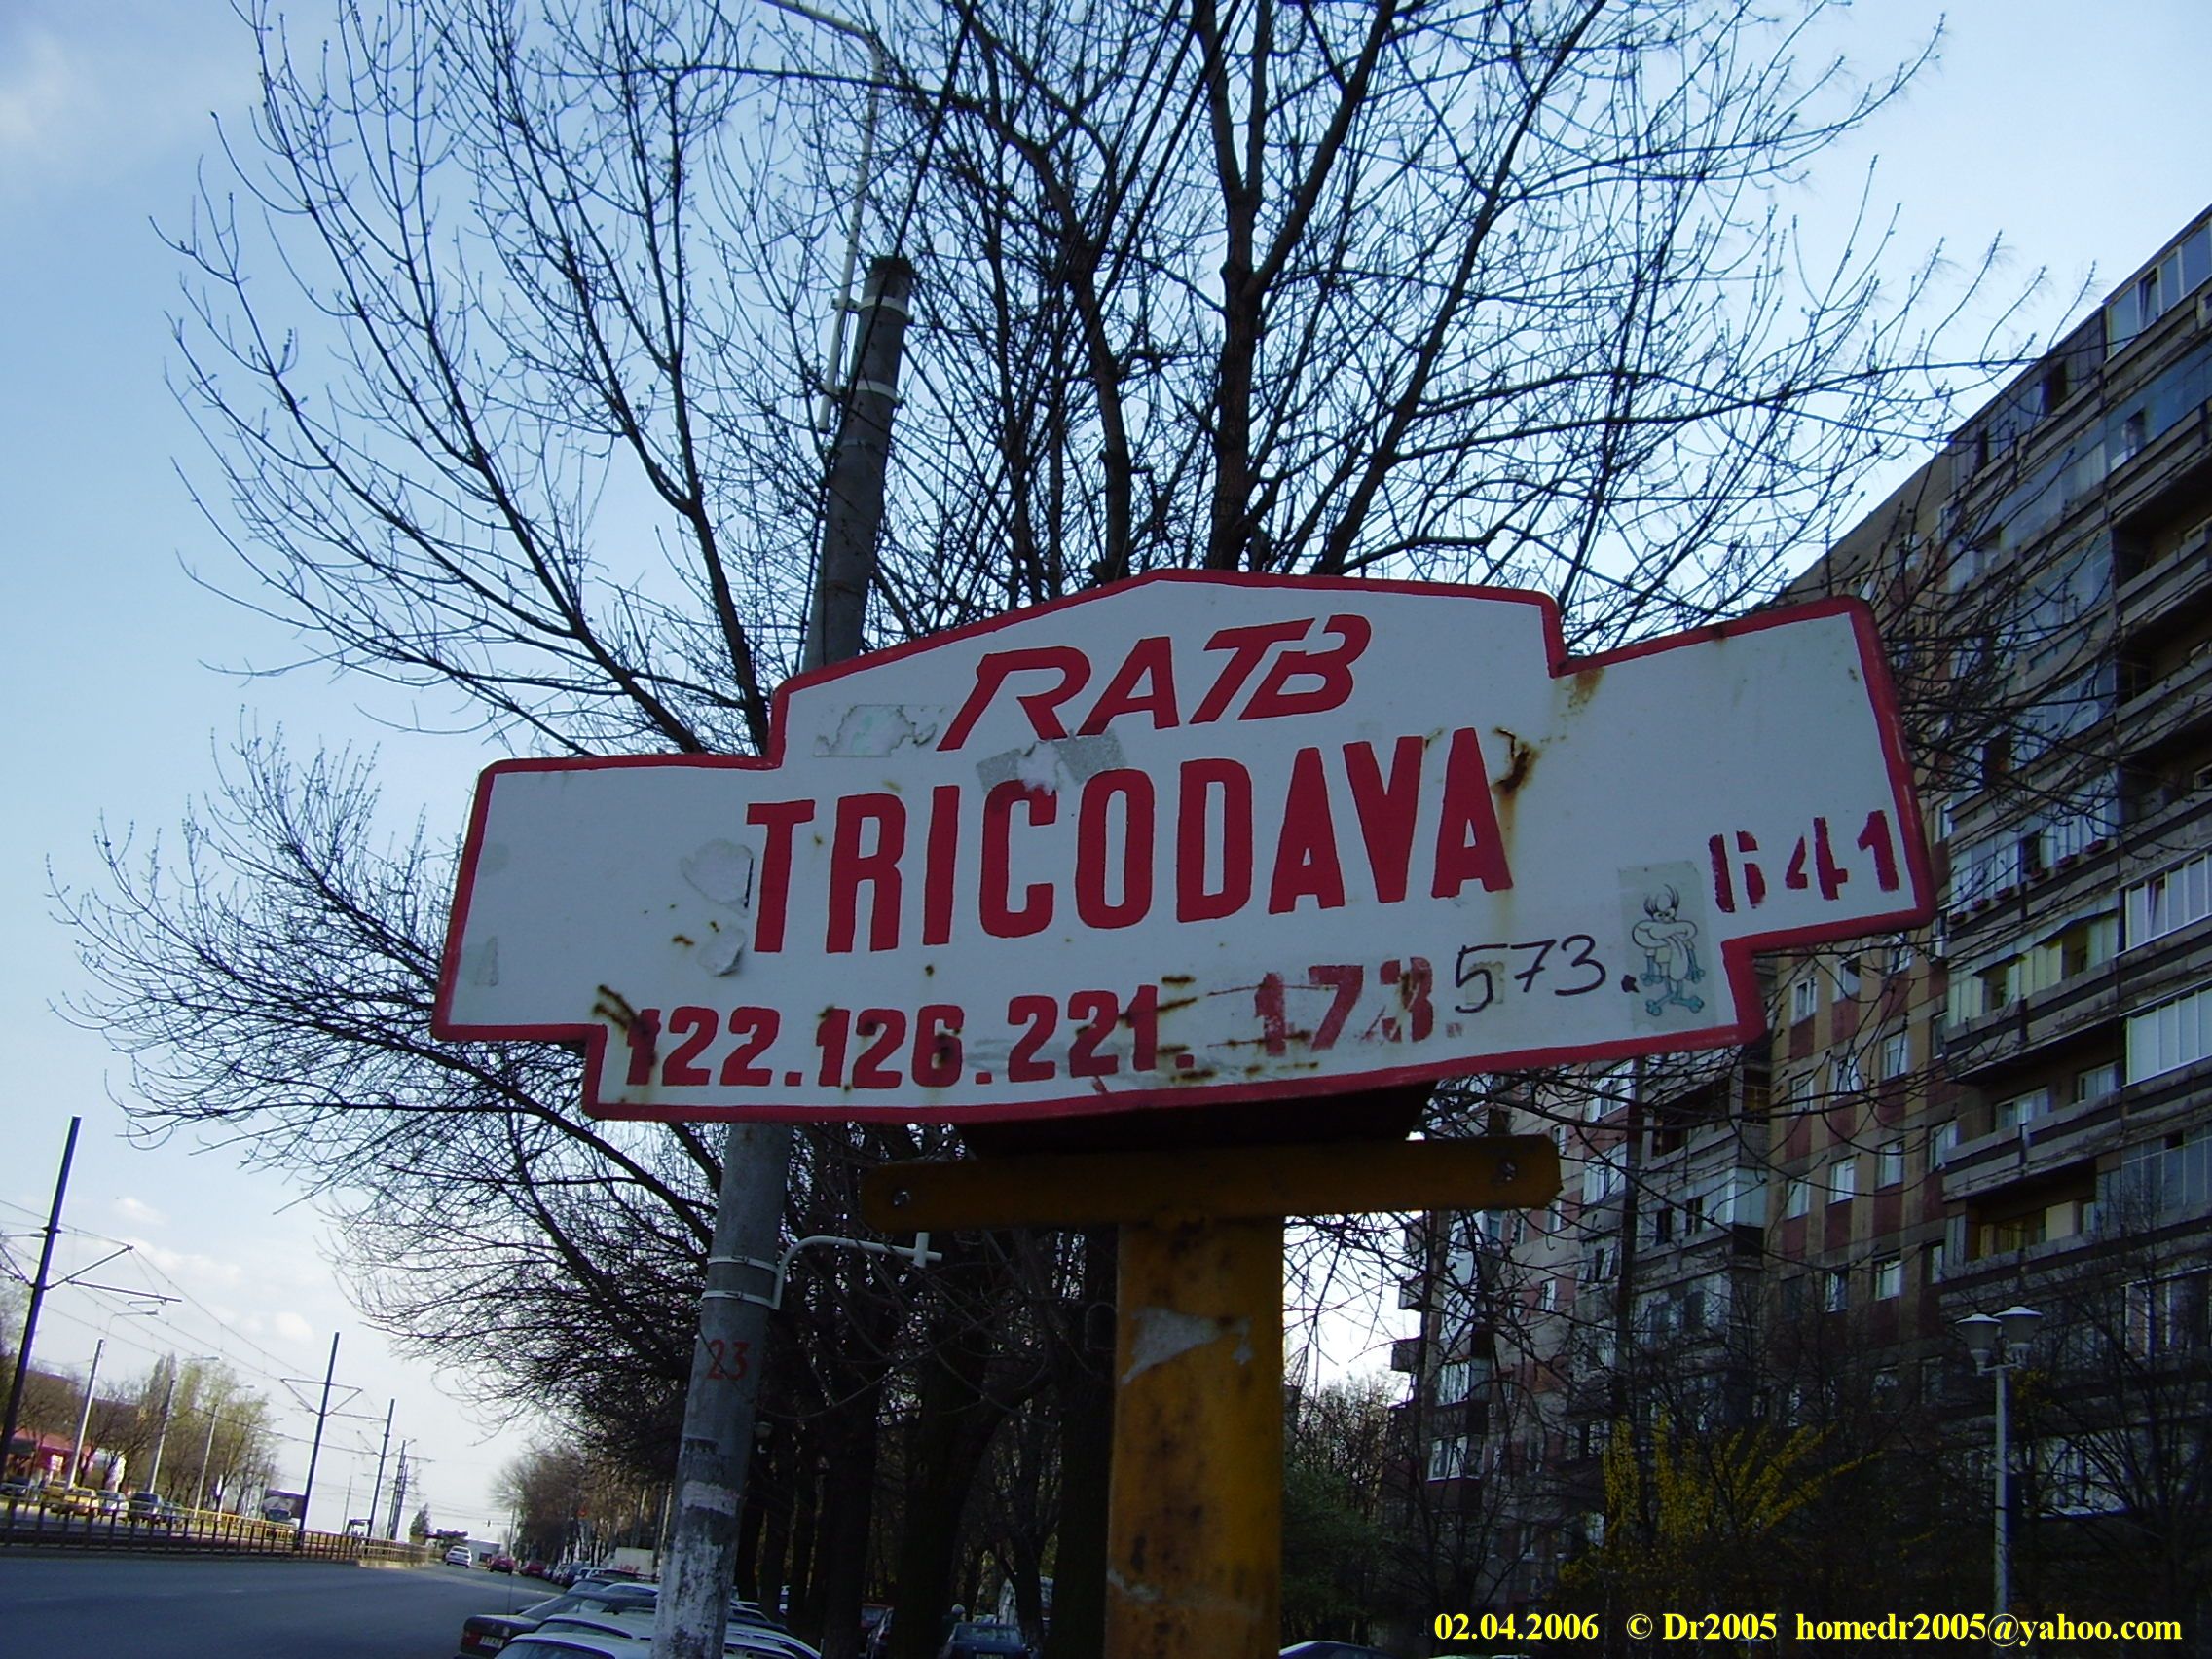 RATB
TRICODAVA
641
122.126.221. 173. 573.
23
02.04.2006 © Dr2005 homedr2005@yahoo.com